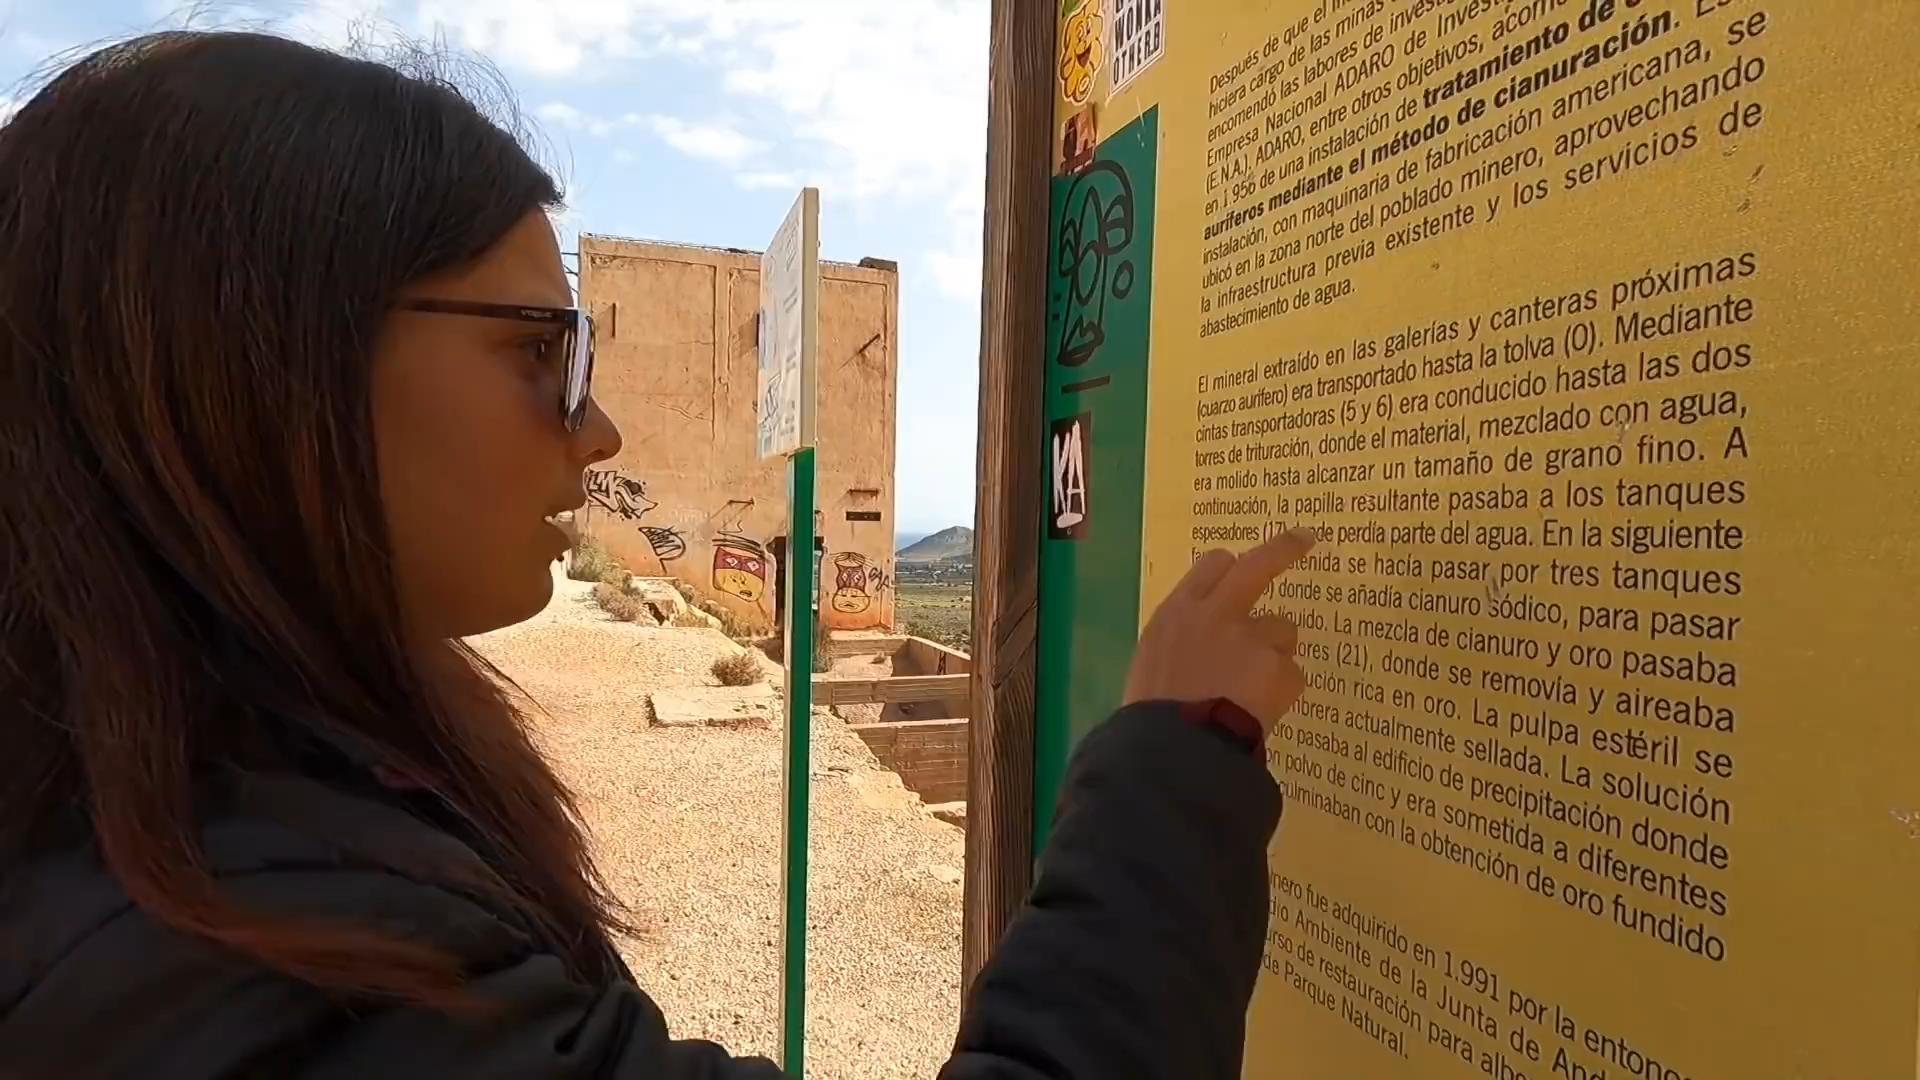 WONKA
OTHER.B
Después de que el
hiciera cargo de las minas
encomendó las labores de
Empresa Nacional ADARO de
(E.N.A.). ADARO, entre otros objetivos,
en 1.956 de una instalación de tratamiento de
auríferos mediante el método de cianuración.
instalación, con maquinaria de fabricación americana, se
ubicó en la zona norte del poblado minero, aprovechando
la infraestructura previa existente y los servicios de
abastecimiento de agua.
El mineral extraído en las galerías y canteras próximas
(cuarzo aurífero) era transportado hasta la tolva (0). Mediante
cintas transportadoras (5 y 6) era conducido hasta las dos
torres de trituración, donde el material, mezclado con agua,
era molido hasta alcanzar un tamaño de grano fino. A
continuación, la papilla resultante pasaba a los tanques
espesadores (17) perdía parte del agua. En la siguiente
se hacía pasar por tres tanques
donde se añadía cianuro sódico, para pasar
La mezcla de cianuro y oro pasaba
(21), donde se removía y aireaba
rica en oro. La pulpa estéril se
actualmente sellada. La solución
oro pasaba al edificio de precipitación donde
polvo de cinc y era sometida a diferentes
culminaban con la obtención de oro fundido
fue adquirido en 1.991 por la
Ambiente de la Junta de
de restauración para
de Parque Natural.
VOGUE
KA